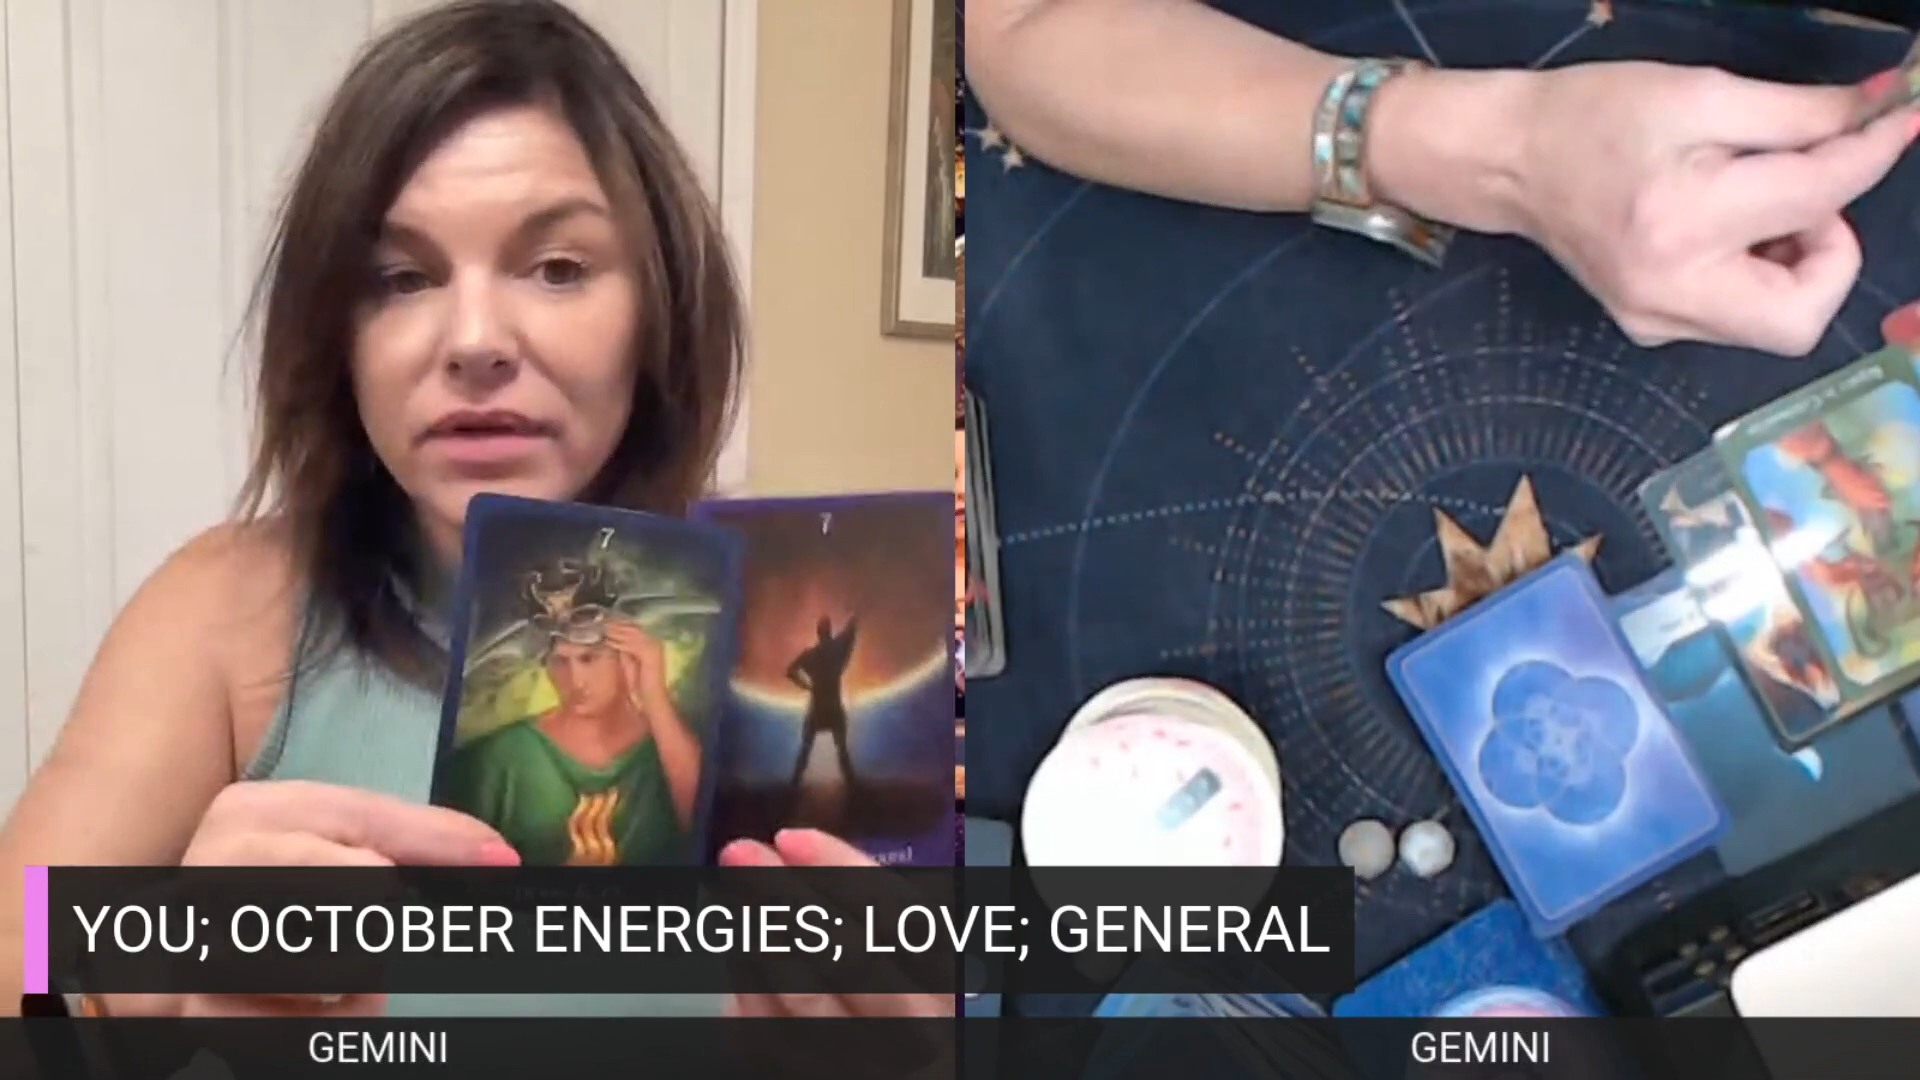 7
7
YOU; OCTOBER ENERGIES; LOVE; GENERAL
GEMINI
GEMINI